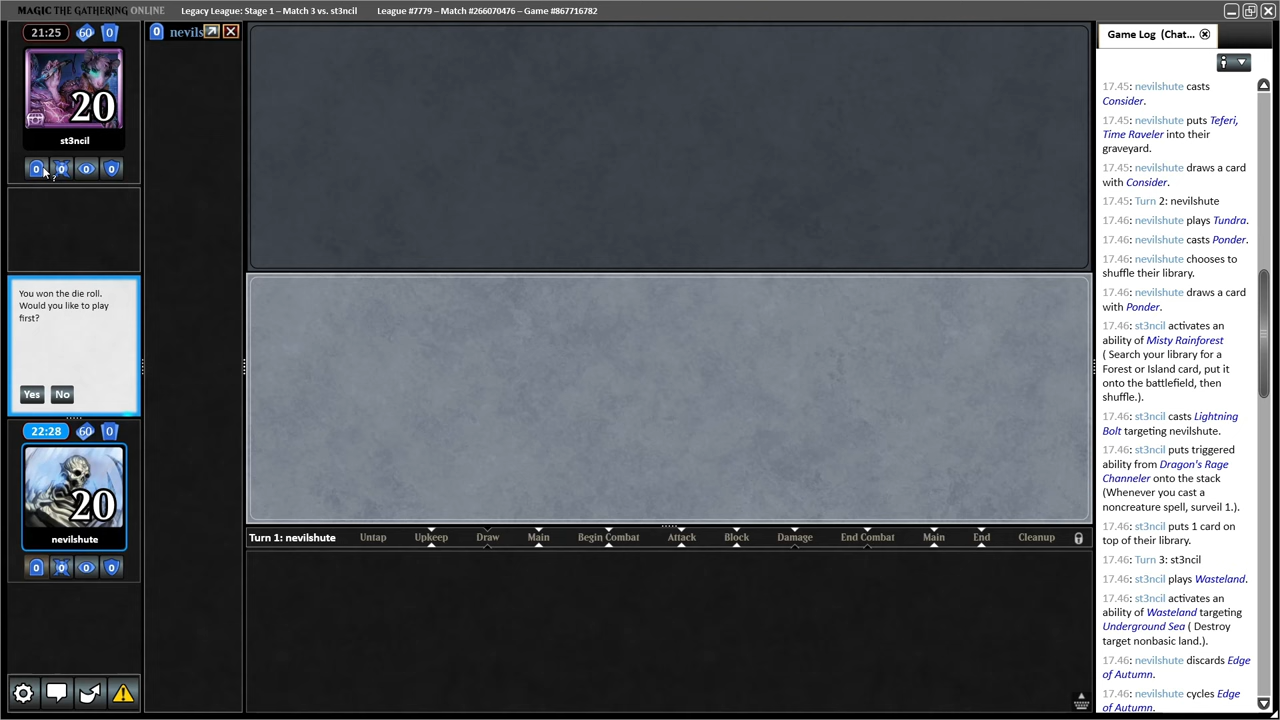 MAGIC THE GATHERING ONLINE Legacy League: Stage 1 – Match 3 vs. st3ncil League #7779 – Match #266070476 – Game #867716782
21:25 60 0
20
st3ncil
0 0 0 0
You won the die roll.
Would you like to play
first?
Yes No
22:28 60 0
20
nevilshute
0 0 0 0
0 nevils
Turn 1: nevilshute Untap Upkeep Draw Main Begin Combat Attack Block Damage End Combat Main End Cleanup
Game Log (Chat...
17.45: nevilshute casts
Consider.
17.45: nevilshute puts Teferi,
Time Raveler into their
graveyard.
17.45: nevilshute draws a card
with Consider.
17.45: Turn 2: nevilshute
17.46: nevilshute plays Tundra.
17.46: nevilshute casts Ponder.
17.46: nevilshute chooses to
shuffle their library.
17.46: nevilshute draws a card
with Ponder.
17.46: st3ncil activates an
ability of Misty Rainforest
( Search your library for a
Forest or Island card, put it
onto the battlefield, then
shuffle.).
17.46: st3ncil casts Lightning
Bolt targeting nevilshute.
17.46: st3ncil puts triggered
ability from Dragon's Rage
Channeler onto the stack
(Whenever you cast a
noncreature spell, surveil 1.).
17.46: st3ncil puts 1 card on
top of their library.
17.46: Turn 3: st3ncil
17.46: st3ncil plays Wasteland.
17.46: st3ncil activates an
ability of Wasteland targeting
Underground Sea ( Destroy
target nonbasic land.).
17.46: nevilshute discards Edge
of Autumn.
17.46: nevilshute cycles Edge
of Autumn.